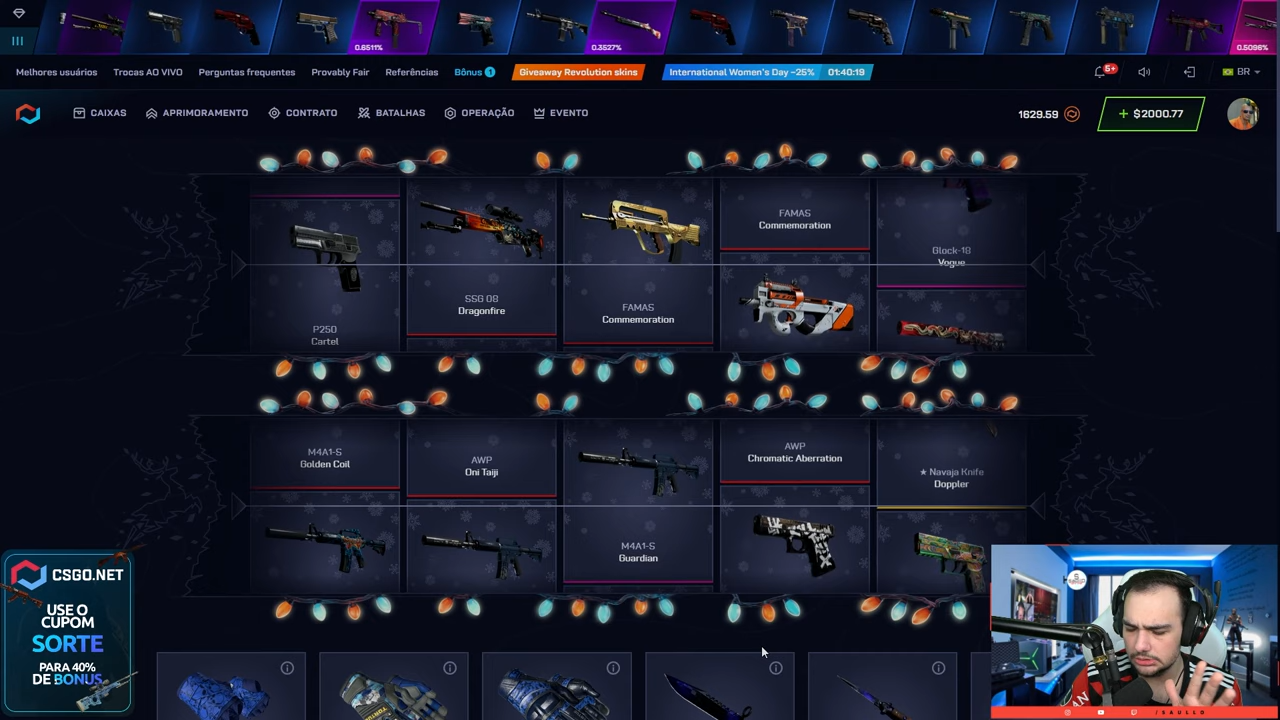 0.6511%
0.3527%
0.5096%
Melhores usuários
Trocas AO VIVO
Perguntas frequentes
Provably Fair
Referências
Bônus 1
Giveaway Revolution skins
International Women's Day -25%
01:40:19
5+
BR
CAIXAS
APRIMORAMENTO
CONTRATO
BATALHAS
OPERAÇÃO
EVENTO
1629.59
+ $2000.77
P250
Cartel
SSG 08
Dragonfire
FAMAS
Commemoration
FAMAS
Commemoration
Glock-18
Vogue
M4A1-S
Golden Coil
AWP
Oni Taiji
M4A1-S
Guardian
AWP
Chromatic Aberration
★ Navaja Knife
Doppler
CSGO.NET
USE O
CUPOM
SORTE
PARA 40%
DE BONUS
/SAULLO